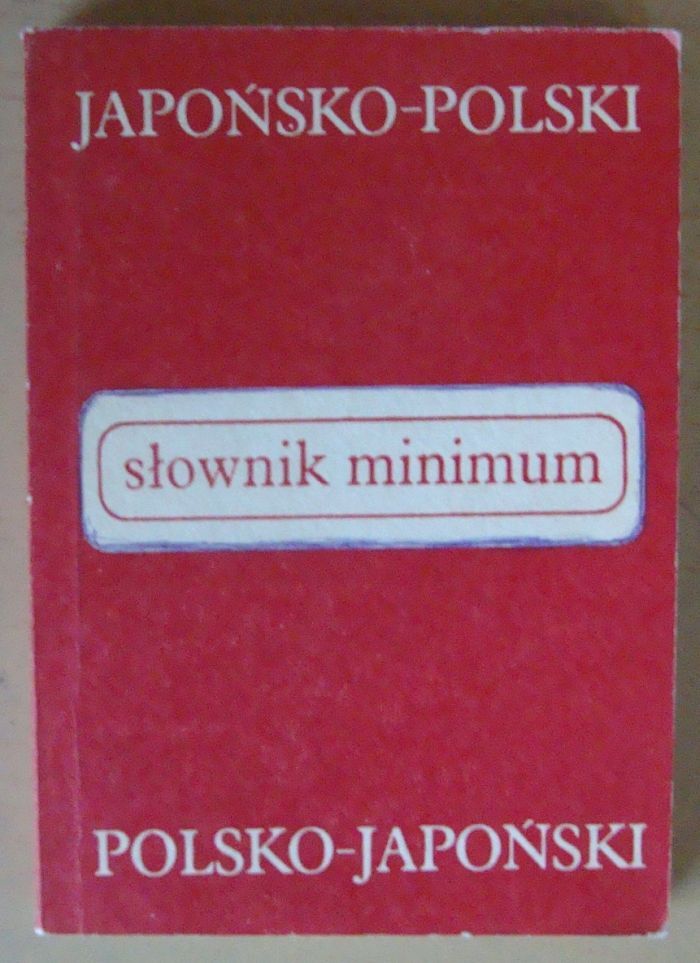 JAPOŃSKO-POLSKI
słownik minimum
POLSKO-JAPOŃSKI